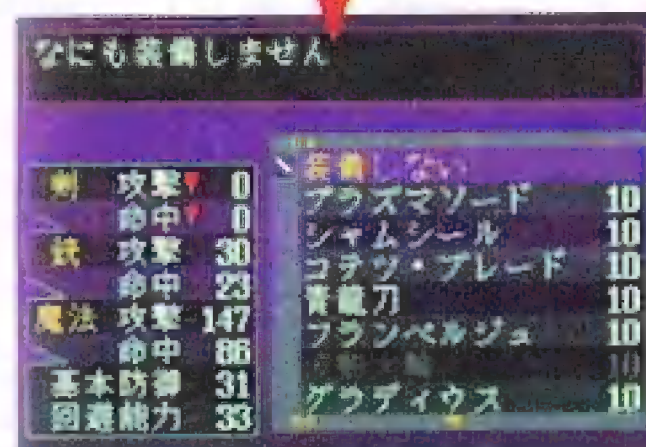 なにも装備しません
剣 攻撃 0
命中 0
銃 攻撃 30
命中 23
魔法 攻撃 147
命中 86
基本防御 31
回避能力 33
装備しない
プラズマソード 10
シャムシール 10
コテツ・ブレード 10
青龍刀 10
フランベルジュ 10
10
グラディウス 10